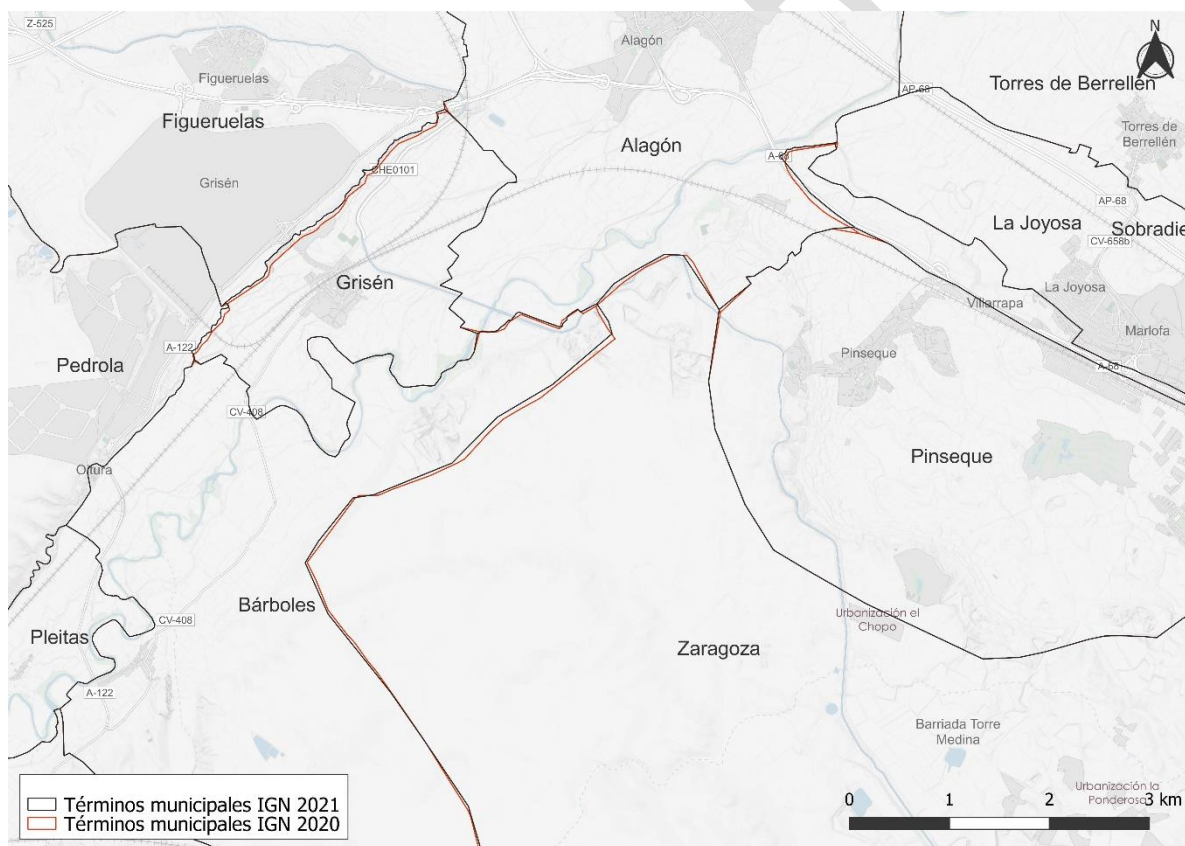 Z-525
N
Alagón
Figueruelas
AP-68
Torres de Berrellén
Figueruelas
Torres de
Berrellén
Alagón
A-68
CHE0101
Grisén
AP-68
La Joyosa
Sobradie
CV-658b
Grisén
La Joyosa
Villarrapa
Marlofa
A-122
Pinseque
Pedrola
A-68
CV-408
Pinseque
Oitura
Bárboles
Urbanización el
Chopo
CV-408
Pleitas
Zaragoza
A-122
Barriada Torre
Medina
Urbanización la
Ponderosa
Términos municipales IGN 2021
Términos municipales IGN 2020
0 1 2 3 km